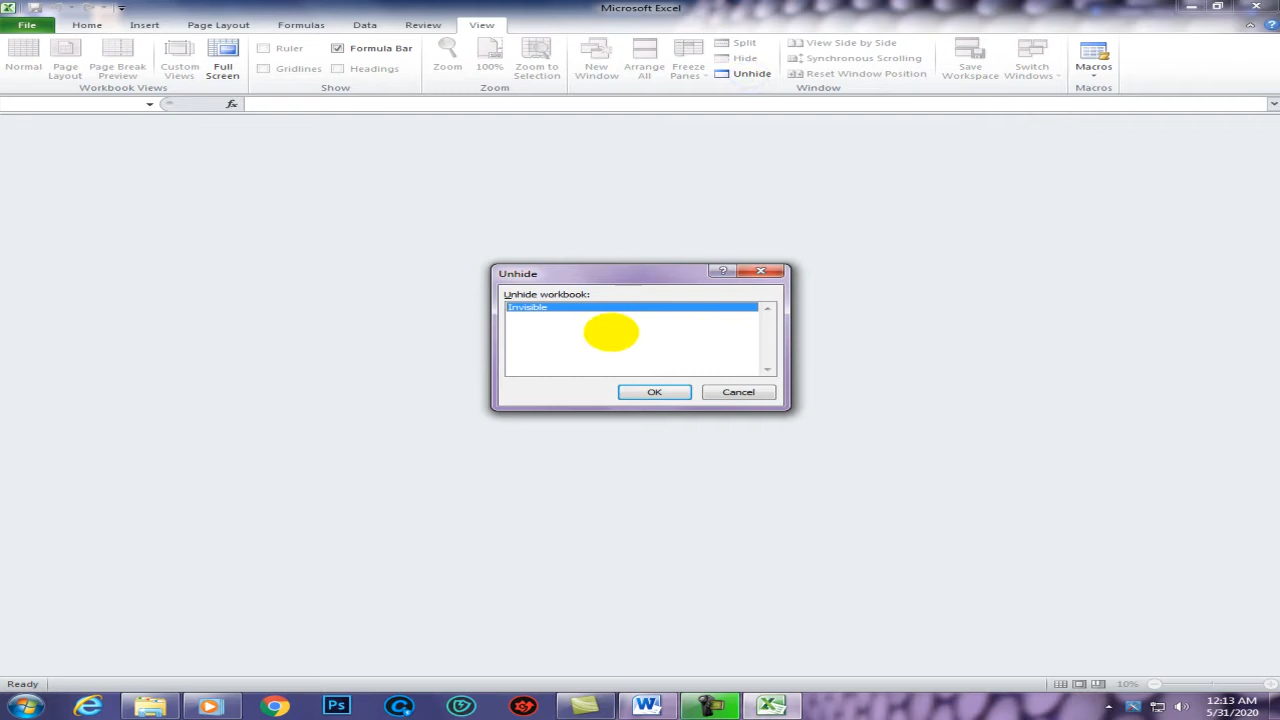 Microsoft Excel
File Home Insert Page Layout Formulas Data Review View
Normal Page Layout Page Break Preview Custom Views Full Screen
Workbook Views
Ruler Formula Bar
Gridlines Headings
Show
Zoom 100% Zoom to Selection
Zoom
New Window Arrange All Freeze Panes
Split
Hide
Unhide
View Side by Side
Synchronous Scrolling
Reset Window Position
Save Workspace Switch Windows
Window
Macros
Macros
fx
Unhide
Unhide workbook:
Invisible
OK Cancel
Ready
10%
Ps
W
12:13 AM
5/31/2020